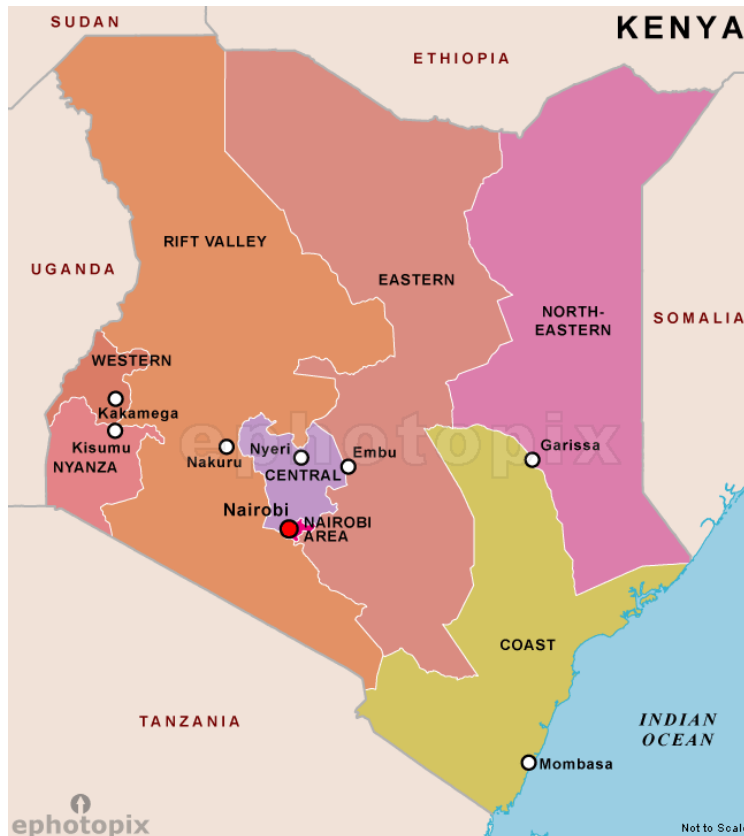 SUDAN
KENYA
ETHIOPIA
RIFT VALLEY
UGANDA
EASTERN
NORTH-
EASTERN
SOMALIA
WESTERN
Kakamega
Kisumu
NYANZA
Nakuru
Nyeri
CENTRAL
Embu
Garissa
ephotopix
Nairobi
NAIROBI
AREA
COAST
TANZANIA
INDIAN
OCEAN
Mombasa
ephotopix
Not to Scale